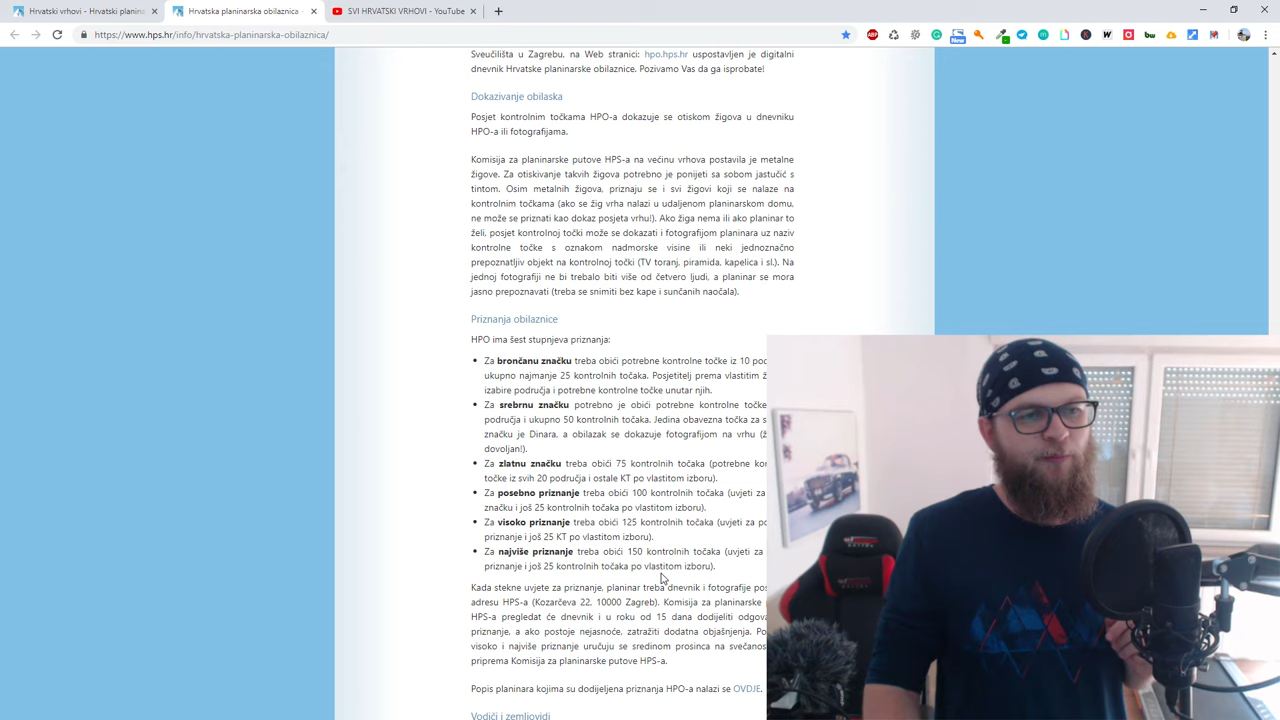 Hrvatski vrhovi - Hrvatski planina
Hrvatska planinarska obilaznica -
SVI HRVATSKI VRHOVI - YouTube
https://www.hps.hr/info/hrvatska-planinarska-obilaznica/
ABP
New
Sveučilišta u Zagrebu, na Web stranici: hpo.hps.hr uspostavljen je digitalni
dnevnik Hrvatske planinarske obilaznice. Pozivamo Vas da ga isprobate!
Dokazivanje obilaska
Posjet kontrolnim točkama HPO-a dokazuje se otiskom žigova u dnevniku
HPO-a ili fotografijama.
Komisija za planinarske putove HPS-a na većinu vrhova postavila je metalne
žigove. Za otiskivanje takvih žigova potrebno je ponijeti sa sobom jastučić s
tintom. Osim metalnih žigova, priznaju se i svi žigovi koji se nalaze na
kontrolnim točkama (ako se žig vrha nalazi u udaljenom planinarskom domu,
ne može se priznati kao dokaz posjeta vrhu!). Ako žiga nema ili ako planinar to
želi, posjet kontrolnoj točki može se dokazati i fotografijom planinara uz naziv
kontrolne točke s oznakom nadmorske visine ili neki jednoznačno
prepoznatljiv objekt na kontrolnoj točki (TV toranj, piramida, kapelica i sl.). Na
jednoj fotografiji ne bi trebalo biti više od četvero ljudi, a planinar se mora
jasno prepoznavati (treba se snimiti bez kape i sunčanih naočala).
Priznanja obilaznice
HPO ima šest stupnjeva priznanja:
Za brončanu značku treba obići potrebne kontrolne točke iz 10 pod
ukupno najmanje 25 kontrolnih točaka. Posjetitelj prema vlastitim ž
izabire područja i potrebne kontrolne točke unutar njih.
Za srebrnu značku potrebno je obići potrebne kontrolne točke
područja i ukupno 50 kontrolnih točaka. Jedina obavezna točka za s
značku je Dinara, a obilazak se dokazuje fotografijom na vrhu (ž
dovoljan!).
Za zlatnu značku treba obići 75 kontrolnih točaka (potrebne kon
točke iz svih 20 područja i ostale KT po vlastitom izboru).
Za posebno priznanje treba obići 100 kontrolnih točaka (uvjeti za
značku i još 25 kontrolnih točaka po vlastitom izboru).
Za visoko priznanje treba obići 125 kontrolnih točaka (uvjeti za po
priznanje i još 25 KT po vlastitom izboru).
Za najviše priznanje treba obići 150 kontrolnih točaka (uvjeti za
priznanje i još 25 kontrolnih točaka po vlastitom izboru).
Kada stekne uvjete za priznanje, planinar treba dnevnik i fotografije pos
adresu HPS-a (Kozarčeva 22, 10000 Zagreb). Komisija za planinarske p
HPS-a pregledat će dnevnik i u roku od 15 dana dodijeliti odgova
priznanje, a ako postoje nejasnoće, zatražiti dodatna objašnjenja. Po
visoko i najviše priznanje uručuju se sredinom prosinca na svečanos
priprema Komisija za planinarske putove HPS-a.
Popis planinara kojima su dodijeljena priznanja HPO-a nalazi se OVDJE.
Vodiči i zemljovidi